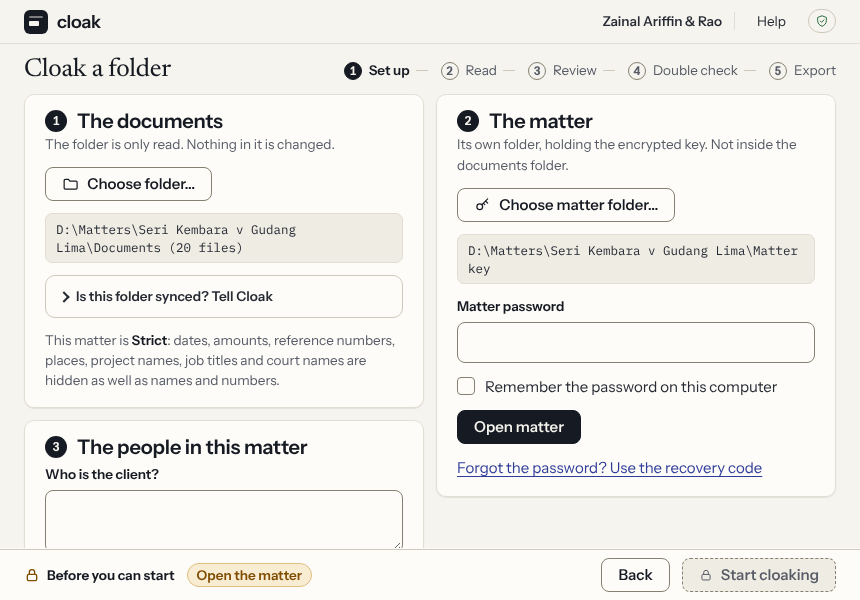 cloak
Zainal Ariffin & Rao
Help
Cloak a folder
1 Set up
2 Read
3 Review
4 Double check
5 Export
1 The documents
The folder is only read. Nothing in it is changed.
Choose folder...
D:\Matters\Seri Kembara v Gudang
Lima\Documents (20 files)
Is this folder synced? Tell Cloak
This matter is Strict: dates, amounts, reference numbers,
places, project names, job titles and court names are
hidden as well as names and numbers.
2 The matter
Its own folder, holding the encrypted key. Not inside the
documents folder.
Choose matter folder...
D:\Matters\Seri Kembara v Gudang Lima\Matter
key
Matter password
Remember the password on this computer
Open matter
Forgot the password? Use the recovery code
3 The people in this matter
Who is the client?
Before you can start
Open the matter
Back
Start cloaking